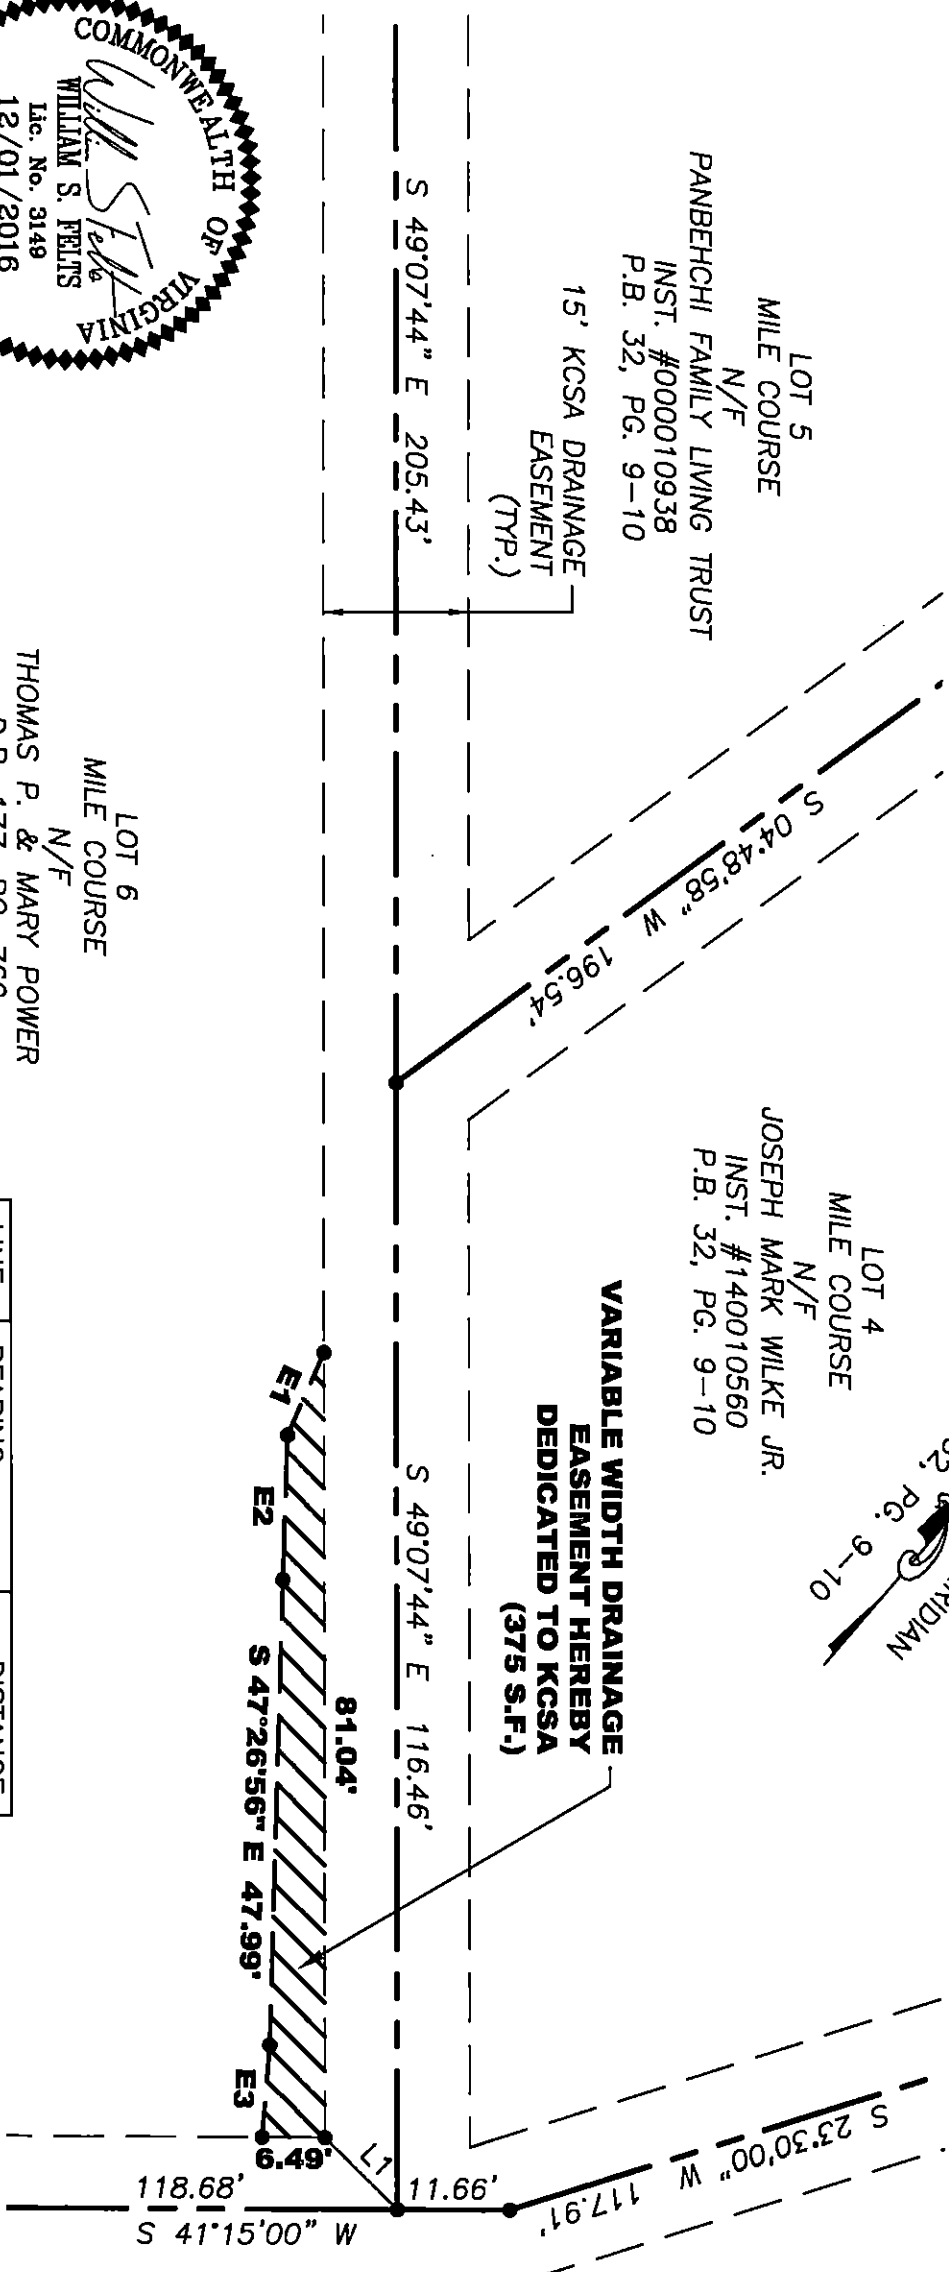 COMMONWEALTH OF VIRGINIA
WILLIAM S. FELTS
Lic. No. 3149
12/01/2016
LOT 5
MILE COURSE
N/F
PANBEHCHI FAMILY LIVING TRUST
INST. #000010938
P.B. 32, PG. 9-10
15' KCSA DRAINAGE
EASEMENT
(TYP.)
S 49°07'44" E 205.43'
S 04°48'58" W 196.54'
LOT 4
MILE COURSE
N/F
JOSEPH MARK WILKE JR.
INST. #140010560
P.B. 32, PG. 9-10
PG. 9-10
VARIABLE WIDTH DRAINAGE
EASEMENT HEREBY
DEDICATED TO KCSA
(375 S.F.)
S 49°07'44" E 116.46'
81.04'
E1
E2
S 47°26'56" E 47.99'
E3
6.49'
L1
11.66'
118.68'
S 41°15'00" W
S 23°30'00" W 117.91'
LOT 6
MILE COURSE
N/F
THOMAS P. & MARY POWER
LINE BEARING DISTANCE